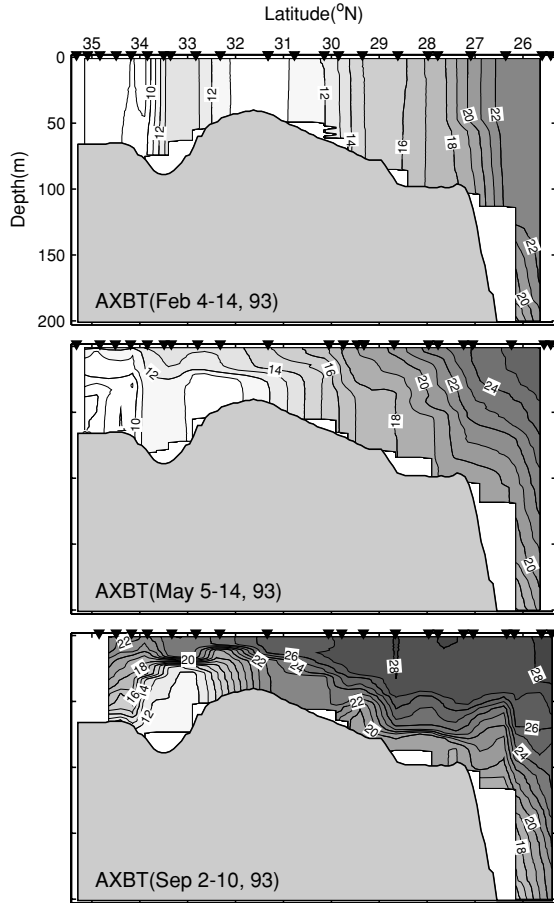 Latitude(°N)
35 34 33 32 31 30 29 28 27 26
Depth(m)
0
50
100
150
200
10 12 12 12 14 16 18 20 22 22 20
AXBT(Feb 4-14, 93)
12 10 14 16 18 20 22 24 20
AXBT(May 5-14, 93)
22 18 16 14 12 20 22 26 22 20 28 28 26 24 20 18
AXBT(Sep 2-10, 93)